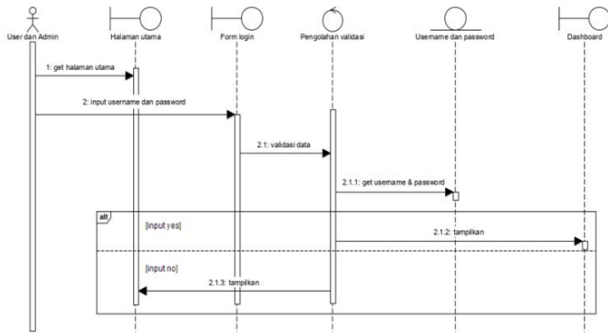 User dan Admin
Halaman utama
Form login
Pengolahan validasi
Username dan password
Dashboard
1: get halaman utama
2: input username dan password
2.1: validasi data
2.1.1: get username & password
alt
[input yes]
2.1.2: tampilkan
[input no]
2.1.3: tampilkan